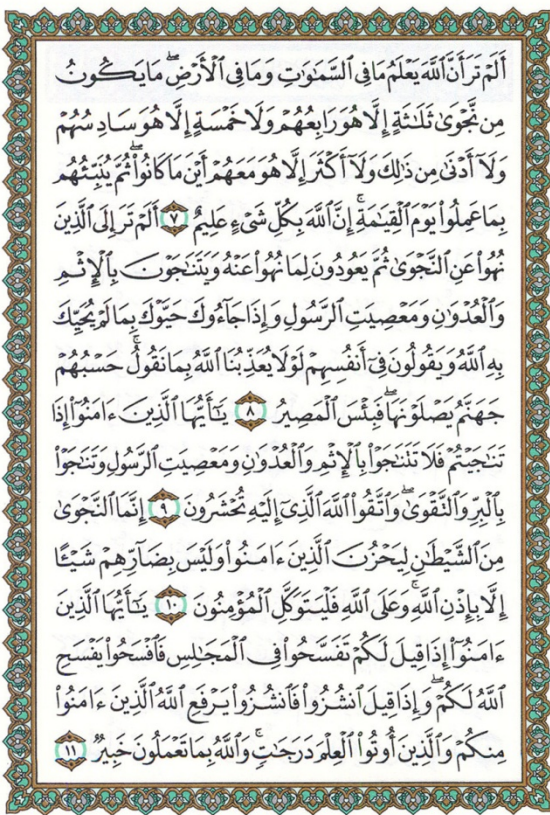 أَلَمْ تَرَ أَنَّ ٱللَّهَ يَعْلَمُ مَا فِى ٱلسَّمَٰوَٰتِ وَمَا فِى ٱلْأَرْضِ ۖ مَا يَكُونُ
مِن نَّجْوَىٰ ثَلَٰثَةٍ إِلَّا هُوَ رَابِعُهُمْ وَلَا خَمْسَةٍ إِلَّا هُوَ سَادِسُهُمْ
وَلَآ أَدْنَىٰ مِن ذَٰلِكَ وَلَآ أَكْثَرَ إِلَّا هُوَ مَعَهُمْ أَيْنَ مَا كَانُوا۟ ۖ ثُمَّ يُنَبِّئُهُم
بِمَا عَمِلُوا۟ يَوْمَ ٱلْقِيَٰمَةِ ۚ إِنَّ ٱللَّهَ بِكُلِّ شَىْءٍ عَلِيمٌ ٧ أَلَمْ تَرَ إِلَى ٱلَّذِينَ
نُهُوا۟ عَنِ ٱلنَّجْوَىٰ ثُمَّ يَعُودُونَ لِمَا نُهُوا۟ عَنْهُ وَيَتَنَٰجَوْنَ بِٱلْإِثْمِ
وَٱلْعُدْوَٰنِ وَمَعْصِيَتِ ٱلرَّسُولِ وَإِذَا جَآءُوكَ حَيَّوْكَ بِمَا لَمْ يُحَيِّكَ
بِهِ ٱللَّهُ وَيَقُولُونَ فِىٓ أَنفُسِهِمْ لَوْلَا يُعَذِّبُنَا ٱللَّهُ بِمَا نَقُولُ ۚ حَسْبُهُمْ
جَهَنَّمُ يَصْلَوْنَهَا ۖ فَبِئْسَ ٱلْمَصِيرُ ٨ يَٰٓأَيُّهَا ٱلَّذِينَ ءَامَنُوٓا۟ إِذَا
تَنَٰجَيْتُمْ فَلَا تَتَنَٰجَوْا۟ بِٱلْإِثْمِ وَٱلْعُدْوَٰنِ وَمَعْصِيَتِ ٱلرَّسُولِ وَتَنَٰجَوْا۟
بِٱلْبِرِّ وَٱلتَّقْوَىٰ ۖ وَٱتَّقُوا۟ ٱللَّهَ ٱلَّذِىٓ إِلَيْهِ تُحْشَرُونَ ٩ إِنَّمَا ٱلنَّجْوَىٰ
مِنَ ٱلشَّيْطَٰنِ لِيَحْزُنَ ٱلَّذِينَ ءَامَنُوا۟ وَلَيْسَ بِضَآرِّهِمْ شَيْـًٔا
إِلَّا بِإِذْنِ ٱللَّهِ ۚ وَعَلَى ٱللَّهِ فَلْيَتَوَكَّلِ ٱلْمُؤْمِنُونَ ١٠ يَٰٓأَيُّهَا ٱلَّذِينَ
ءَامَنُوٓا۟ إِذَا قِيلَ لَكُمْ تَفَسَّحُوا۟ فِى ٱلْمَجَٰلِسِ فَٱفْسَحُوا۟ يَفْسَحِ
ٱللَّهُ لَكُمْ ۖ وَإِذَا قِيلَ ٱنشُزُوا۟ فَٱنشُزُوا۟ يَرْفَعِ ٱللَّهُ ٱلَّذِينَ ءَامَنُوا۟
مِنكُمْ وَٱلَّذِينَ أُوتُوا۟ ٱلْعِلْمَ دَرَجَٰتٍ ۚ وَٱللَّهُ بِمَا تَعْمَلُونَ خَبِيرٌ ١١